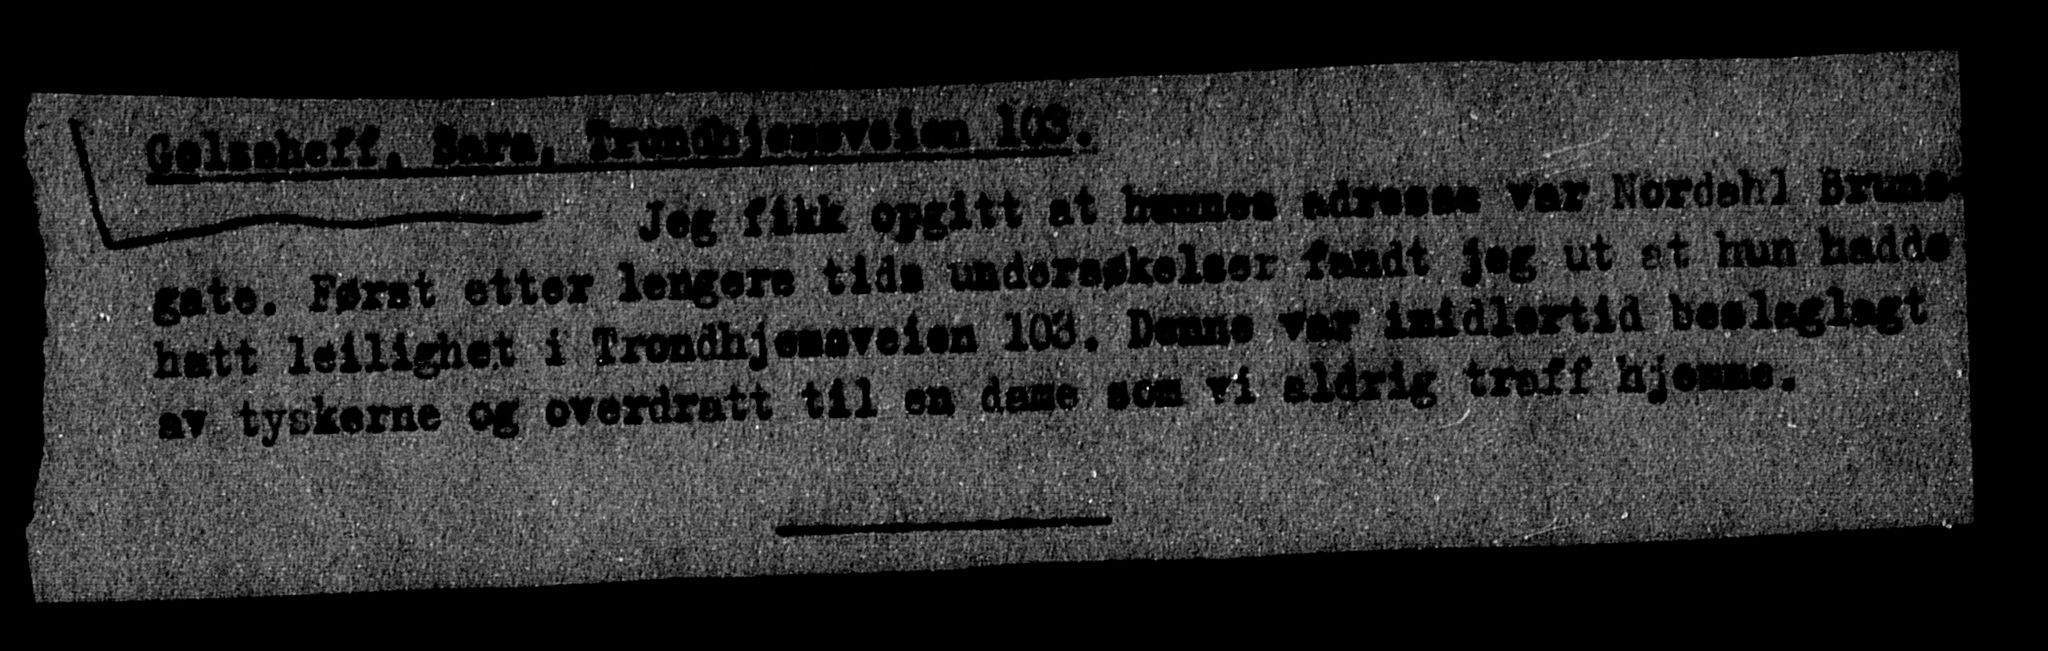 Gelscheff, Sara, Trondhjemsveien 103.
Jeg fikk opgitt at hennes adresse var Nordahl Bruns-
gate. Først etter lengere tids undersøkelser fandt jeg ut at hun hadde
hatt leilighet i Trondhjemsveien 103. Denne var imidlertid beslaglagt
av tyskerne og overdratt til en dame som vi aldrig traff hjemme.